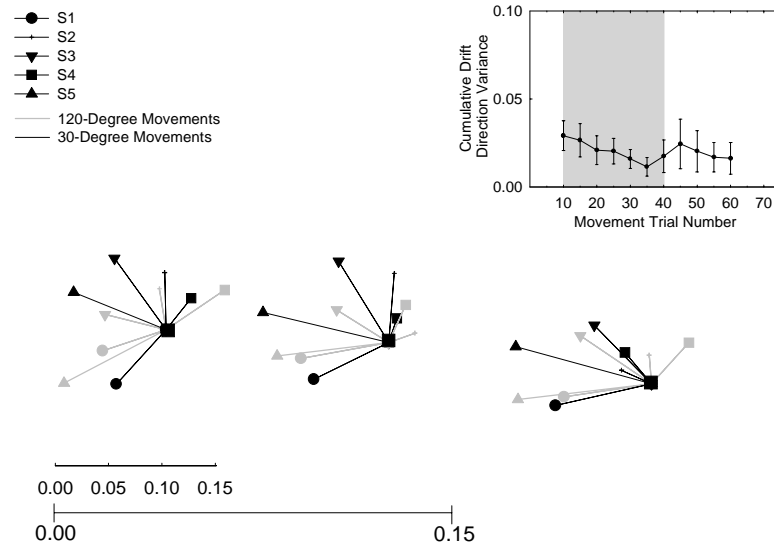 S1
S2
S3
S4
S5
120-Degree Movements
30-Degree Movements
Cumulative Drift
Direction Variance
0.10
0.05
0.00
10 20 30 40 50 60 70
Movement Trial Number
0.00 0.05 0.10 0.15
0.00 0.15